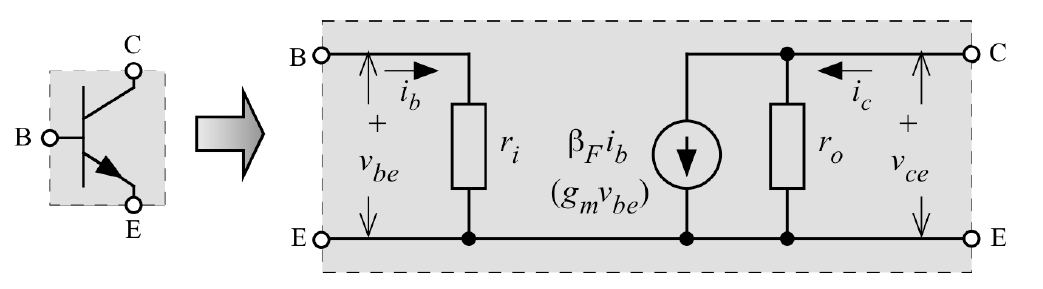 C
B
E
B
i_b
+
v_be
E
r_i
β_F i_b
(g_m v_be)
r_o
i_c
+
v_ce
C
E